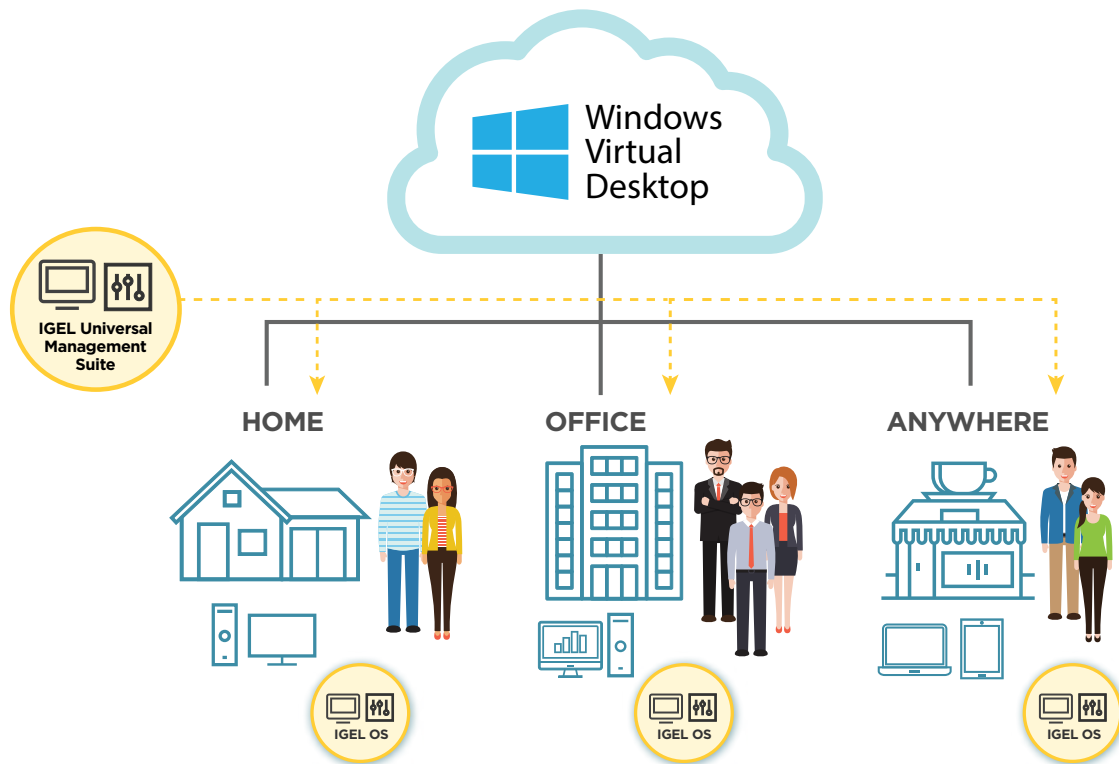 Windows
Virtual
Desktop
IGEL Universal
Management
Suite
HOME
OFFICE
ANYWHERE
IGEL OS
IGEL OS
IGEL OS